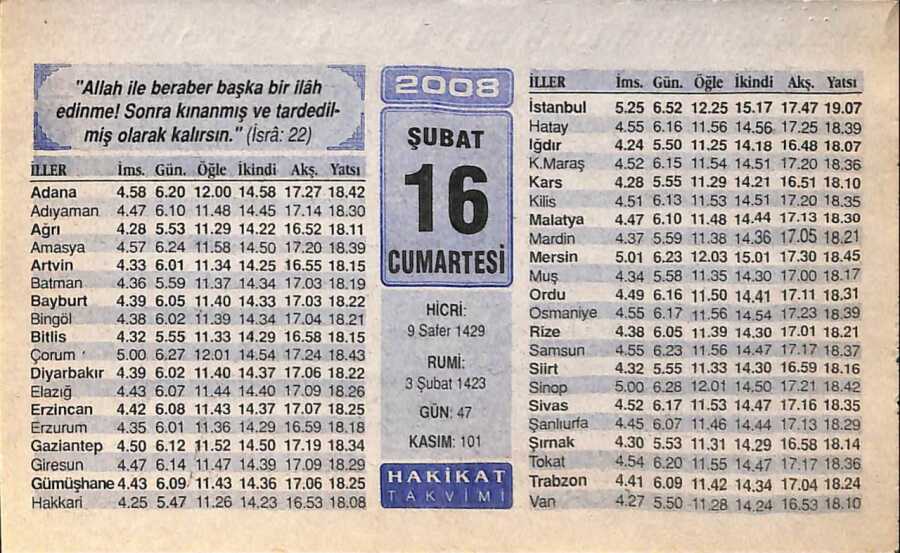 "Allah ile beraber başka bir ilâh
edinme! Sonra kınanmış ve tardedil-
miş olarak kalırsın." (İsrâ: 22)
İLLER İms. Gün. Öğle İkindi Akş. Yatsı
Adana 4.58 6.20 12.00 14.58 17.27 18.42
Adıyaman 4.47 6.10 11.48 14.45 17.14 18.30
Ağrı 4.28 5.53 11.29 14.22 16.52 18.11
Amasya 4.57 6.24 11.58 14.50 17.20 18.39
Artvin 4.33 6.01 11.34 14.25 16.55 18.15
Batman 4.36 5.59 11.37 14.34 17.03 18.19
Bayburt 4.39 6.05 11.40 14.33 17.03 18.22
Bingöl 4.38 6.02 11.39 14.34 17.04 18.21
Bitlis 4.32 5.55 11.33 14.29 16.58 18.15
Çorum 5.00 6.27 12.01 14.54 17.24 18.43
Diyarbakır 4.39 6.02 11.40 14.37 17.06 18.22
Elazığ 4.43 6.07 11.44 14.40 17.09 18.26
Erzincan 4.42 6.08 11.43 14.37 17.07 18.25
Erzurum 4.35 6.01 11.36 14.29 16.59 18.18
Gaziantep 4.50 6.12 11.52 14.50 17.19 18.34
Giresun 4.47 6.14 11.47 14.39 17.09 18.29
Gümüşhane 4.43 6.09 11.43 14.36 17.06 18.25
Hakkari 4.25 5.47 11.26 14.23 16.53 18.08
2008
ŞUBAT
16
CUMARTESİ
HİCRİ:
9 Safer 1429
RUMİ:
3 Şubat 1423
GÜN: 47
KASIM: 101
HAKİKAT
TAKVİMİ
İLLER İms. Gün. Öğle İkindi Akş. Yatsı
İstanbul 5.25 6.52 12.25 15.17 17.47 19.07
Hatay 4.55 6.16 11.56 14.56 17.25 18.39
Iğdır 4.24 5.50 11.25 14.18 16.48 18.07
K.Maraş 4.52 6.15 11.54 14.51 17.20 18.36
Kars 4.28 5.55 11.29 14.21 16.51 18.10
Kilis 4.51 6.13 11.53 14.51 17.20 18.35
Malatya 4.47 6.10 11.48 14.44 17.13 18.30
Mardin 4.37 5.59 11.38 14.36 17.05 18.21
Mersin 5.01 6.23 12.03 15.01 17.30 18.45
Muş 4.34 5.58 11.35 14.30 17.00 18.17
Ordu 4.49 6.16 11.50 14.41 17.11 18.31
Osmaniye 4.55 6.17 11.56 14.54 17.23 18.39
Rize 4.38 6.05 11.39 14.30 17.01 18.21
Samsun 4.55 6.23 11.56 14.47 17.17 18.37
Siirt 4.32 5.55 11.33 14.30 16.59 18.16
Sinop 5.00 6.28 12.01 14.50 17.21 18.42
Sivas 4.52 6.17 11.53 14.47 17.16 18.35
Şanlıurfa 4.45 6.07 11.46 14.44 17.13 18.29
Şırnak 4.30 5.53 11.31 14.29 16.58 18.14
Tokat 4.54 6.20 11.55 14.47 17.17 18.36
Trabzon 4.41 6.09 11.42 14.34 17.04 18.24
Van 4.27 5.50 11.28 14.24 16.53 18.10